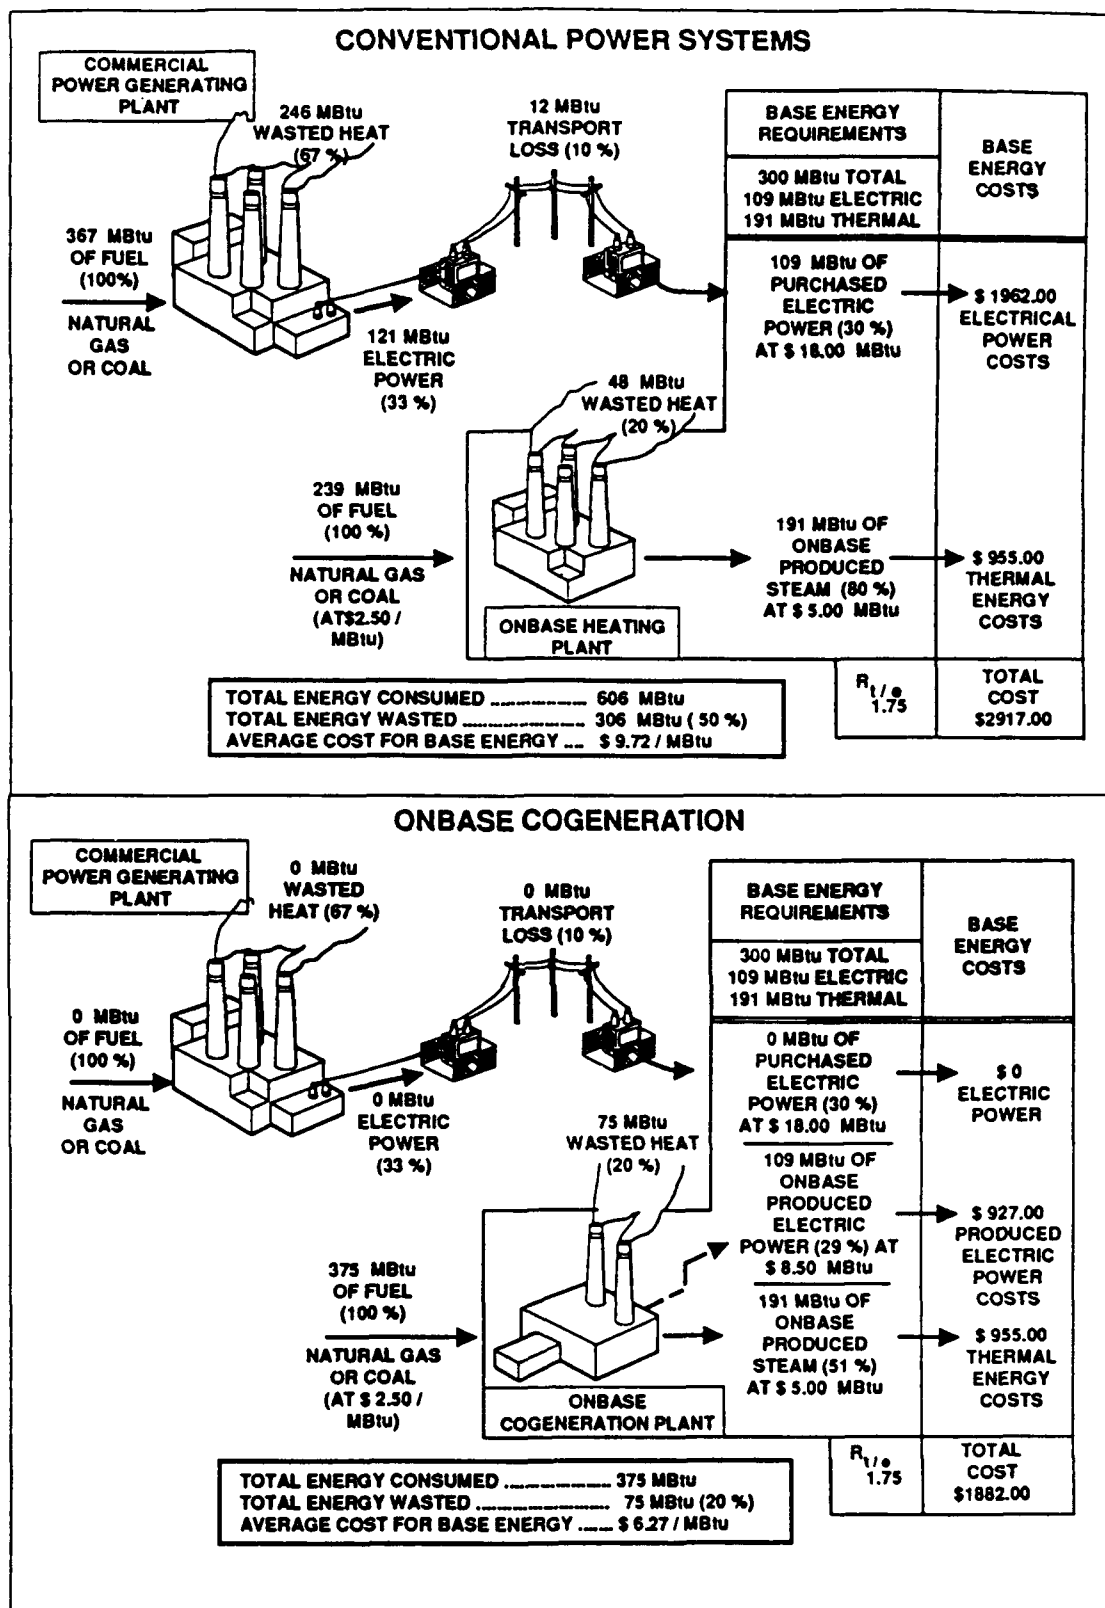 CONVENTIONAL POWER SYSTEMS
COMMERCIAL
POWER GENERATING
PLANT
246 MBtu
WASTED HEAT
(67 %)
12 MBtu
TRANSPORT
LOSS (10 %)
BASE ENERGY
REQUIREMENTS
300 MBtu TOTAL
109 MBtu ELECTRIC
191 MBtu THERMAL
BASE
ENERGY
COSTS
367 MBtu
OF FUEL
(100%)
NATURAL
GAS
OR COAL
121 MBtu
ELECTRIC
POWER
(33 %)
109 MBtu OF
PURCHASED
ELECTRIC
POWER (30 %)
AT $ 18.00 MBtu
$ 1962.00
ELECTRICAL
POWER
COSTS
48 MBtu
WASTED HEAT
(20 %)
239 MBtu
OF FUEL
(100 %)
NATURAL GAS
OR COAL
(AT$2.50 /
MBtu)
ONBASE HEATING
PLANT
191 MBtu OF
ONBASE
PRODUCED
STEAM (80 %)
AT $ 5.00 MBtu
$ 955.00
THERMAL
ENERGY
COSTS
R t / e
1.75
TOTAL
COST
$2917.00
TOTAL ENERGY CONSUMED ................ 606 MBtu
TOTAL ENERGY WASTED ..................... 306 MBtu ( 50 %)
AVERAGE COST FOR BASE ENERGY .... $ 9.72 / MBtu
ONBASE COGENERATION
COMMERCIAL
POWER GENERATING
PLANT
0 MBtu
WASTED
HEAT (67 %)
0 MBtu
TRANSPORT
LOSS (10 %)
BASE ENERGY
REQUIREMENTS
300 MBtu TOTAL
109 MBtu ELECTRIC
191 MBtu THERMAL
BASE
ENERGY
COSTS
0 MBtu
OF FUEL
(100 %)
NATURAL
GAS
OR COAL
0 MBtu
ELECTRIC
POWER
(33 %)
0 MBtu OF
PURCHASED
ELECTRIC
POWER (30 %)
AT $ 18.00 MBtu
$ 0
ELECTRIC
POWER
75 MBtu
WASTED HEAT
(20 %)
109 MBtu OF
ONBASE
PRODUCED
ELECTRIC
POWER (29 %) AT
$ 8.50 MBtu
$ 927.00
PRODUCED
ELECTRIC
POWER
COSTS
375 MBtu
OF FUEL
(100 %)
NATURAL GAS
OR COAL
(AT $ 2.50 /
MBtu)
ONBASE
COGENERATION PLANT
191 MBtu OF
ONBASE
PRODUCED
STEAM (51 %)
AT $ 5.00 MBtu
$ 955.00
THERMAL
ENERGY
COSTS
R t / e
1.75
TOTAL
COST
$1882.00
TOTAL ENERGY CONSUMED ................... 375 MBtu
TOTAL ENERGY WASTED ....................... 75 MBtu (20 %)
AVERAGE COST FOR BASE ENERGY ...... $ 6.27 / MBtu